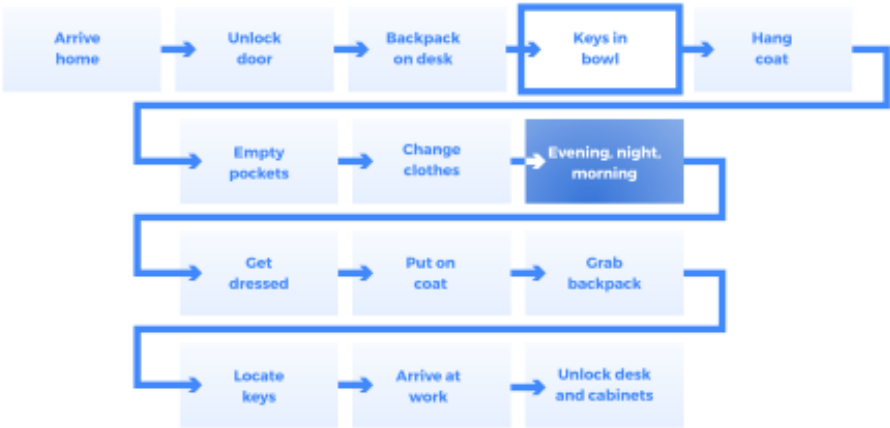 Arrive
home
Unlock
door
Backpack
on desk
Keys in
bowl
Hang
coat
Empty
pockets
Change
clothes
Evening, night,
morning
Get
dressed
Put on
coat
Grab
backpack
Locate
keys
Arrive at
work
Unlock desk
and cabinets